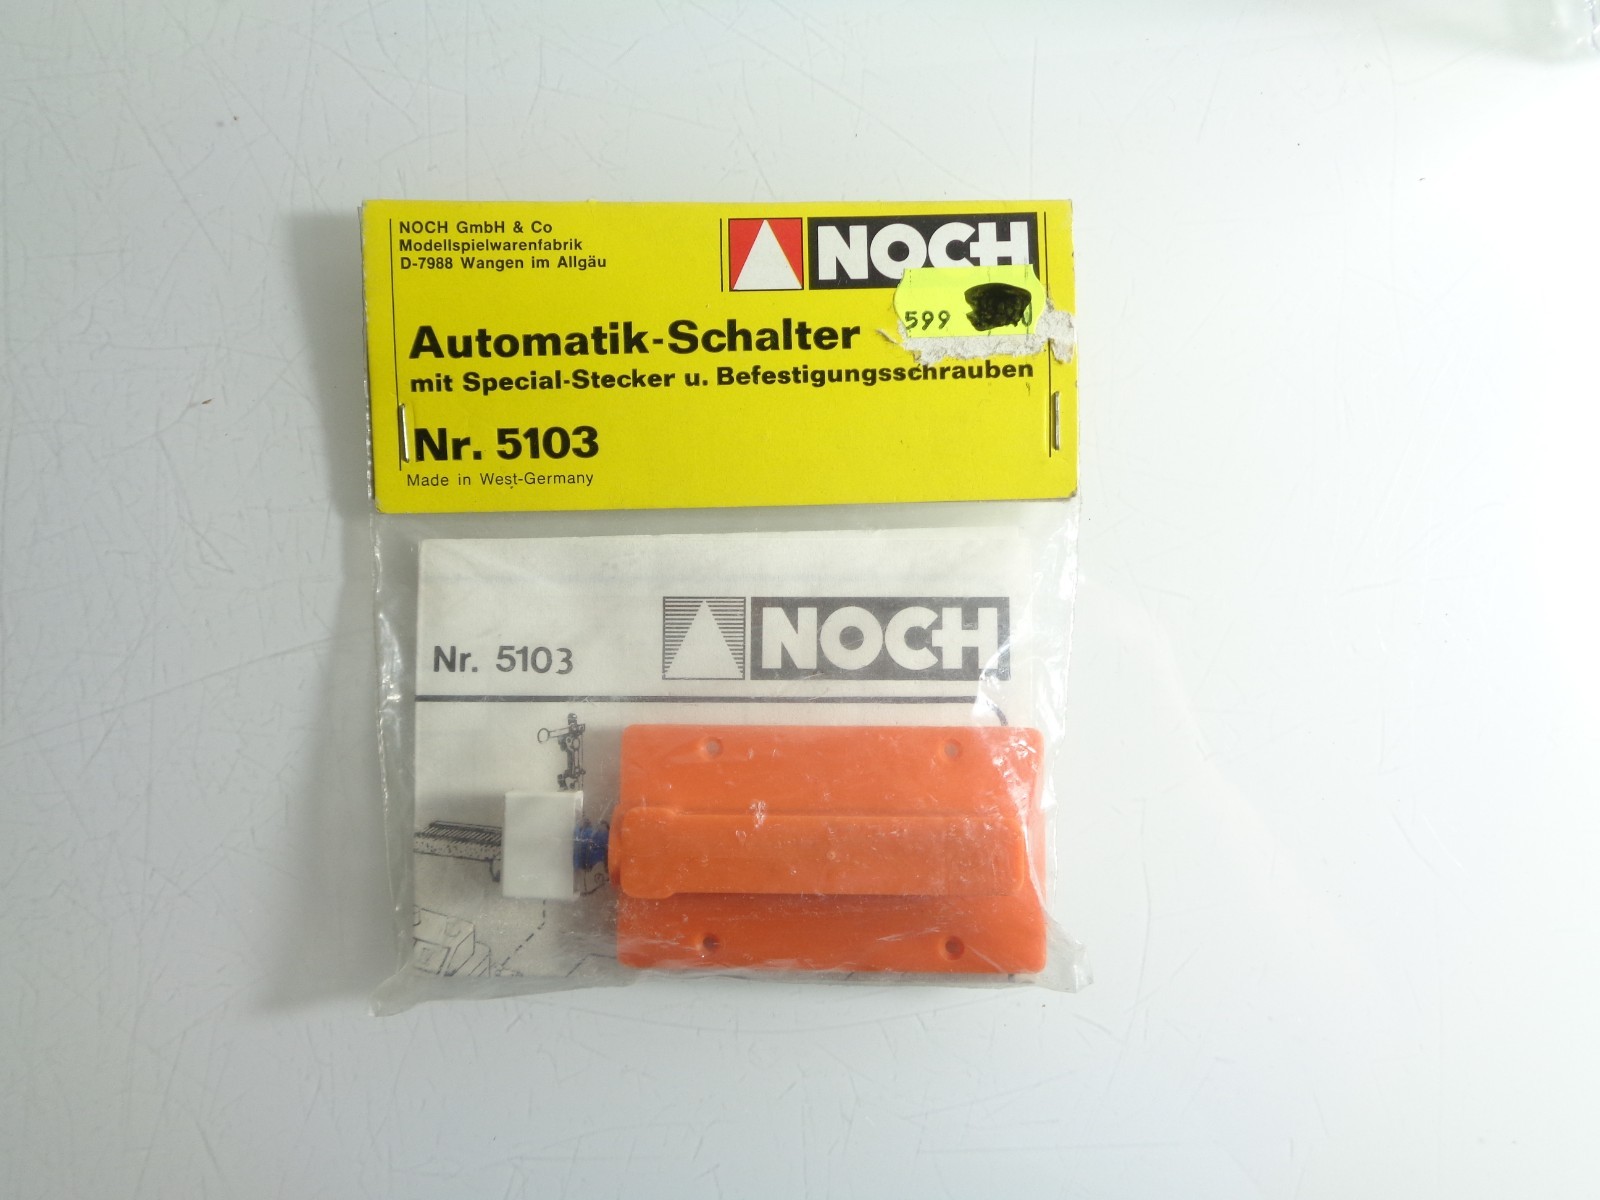 NOCH GmbH & Co
Modellspielwarenfabrik
D-7988 Wangen im Allgäu
NOCH
599
Automatik-Schalter
mit Special-Stecker u. Befestigungsschrauben
Nr. 5103
Made in West-Germany
Nr. 5103
NOCH